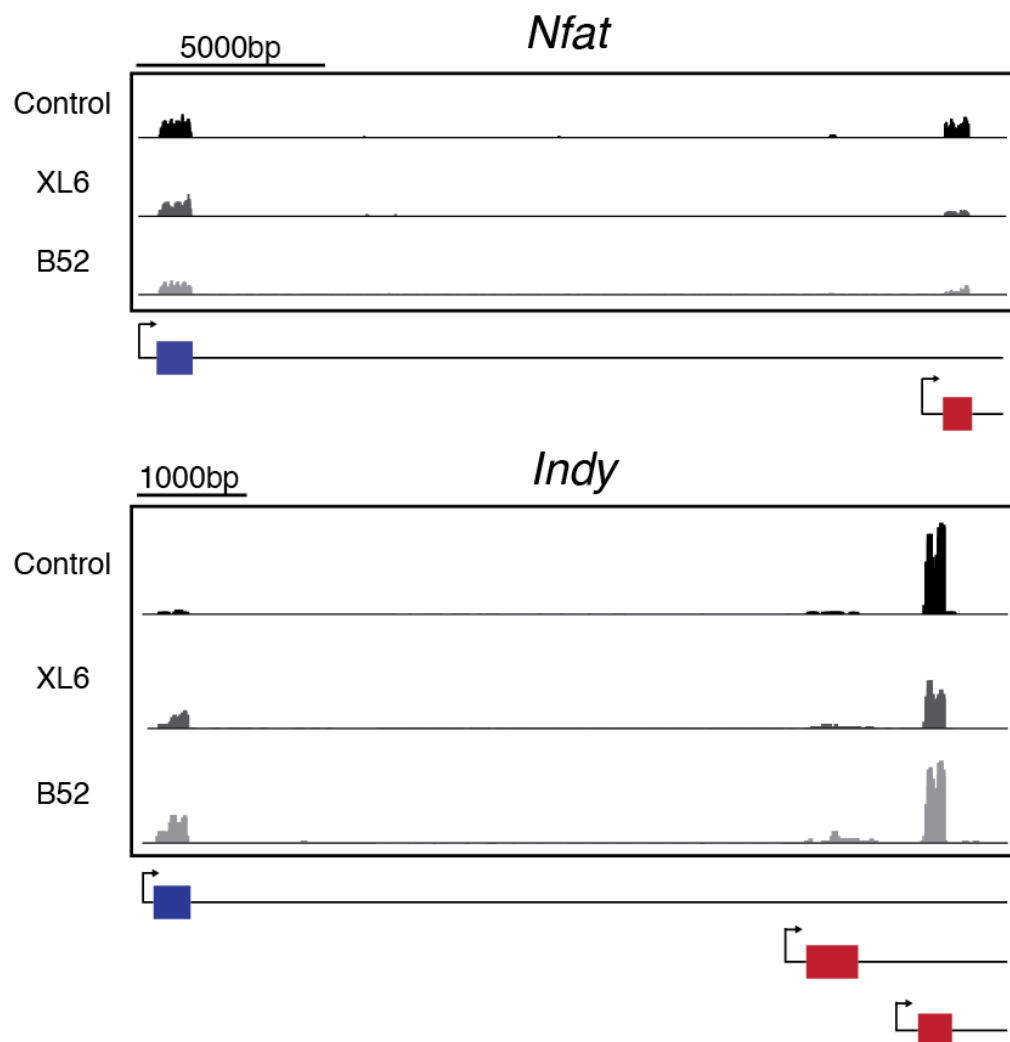 Nfat
5000bp
Control
XL6
B52
Indy
1000bp
Control
XL6
B52